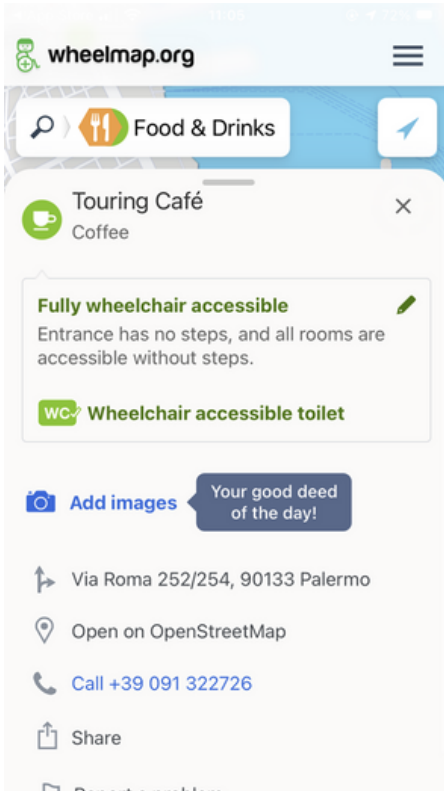 wheelmap.org
Food & Drinks
Touring Café
Coffee
Fully wheelchair accessible
Entrance has no steps, and all rooms are
accessible without steps.
WC Wheelchair accessible toilet
Add images
Your good deed
of the day!
Via Roma 252/254, 90133 Palermo
Open on OpenStreetMap
Call +39 091 322726
Share
Report a problem